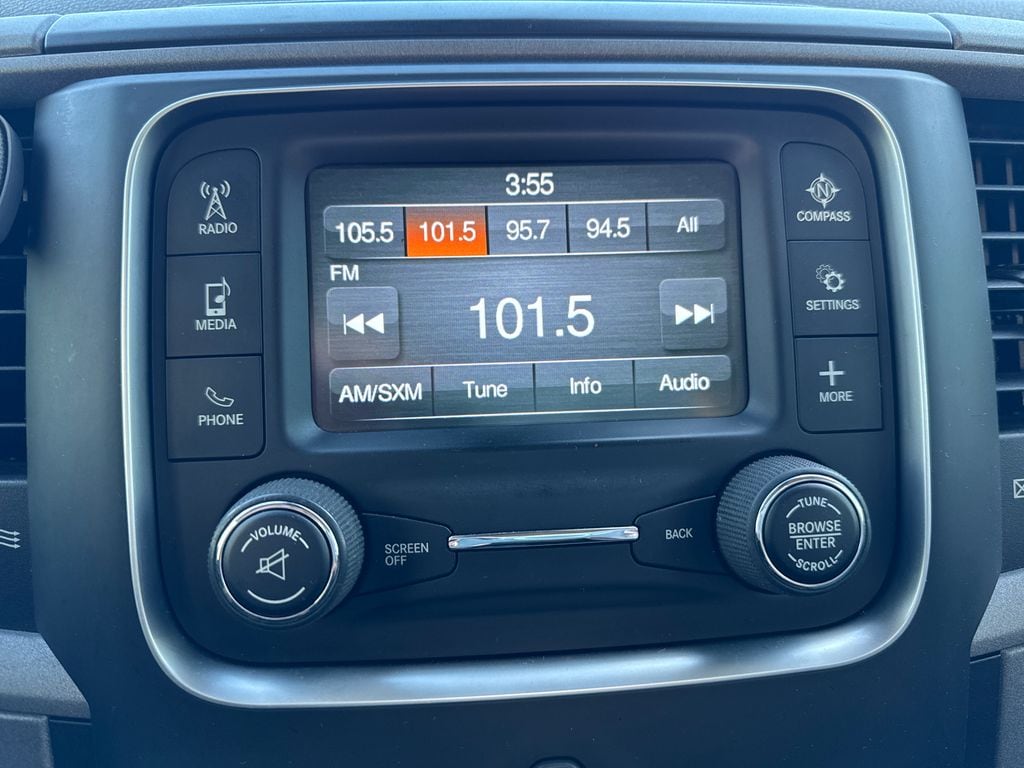 3:55
105.5 101.5 95.7 94.5 All
FM
101.5
AM/SXM Tune Info Audio
RADIO
MEDIA
PHONE
N
COMPASS
SETTINGS
MORE
VOLUME
SCREEN
OFF
BACK
TUNE
BROWSE
ENTER
SCROLL